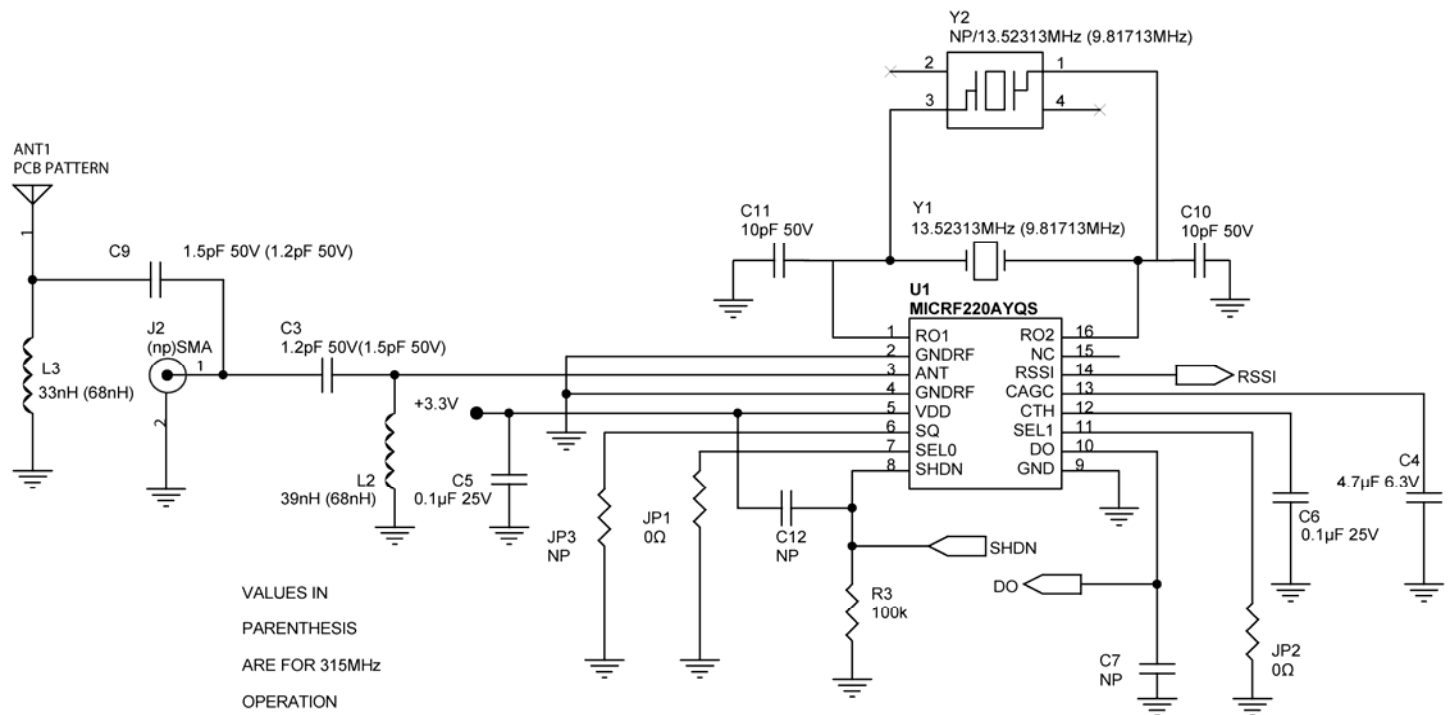 Y2
NP/13.52313MHz (9.81713MHz)
2
1
3
4
ANT1
PCB PATTERN
1
C9
1.5pF 50V (1.2pF 50V)
C11
10pF 50V
Y1
13.52313MHz (9.81713MHz)
C10
10pF 50V
U1
MICRF220AYQS
J2
(np)SMA
1
2
C3
1.2pF 50V(1.5pF 50V)
L3
33nH (68nH)
1 RO1 RO2 16
2 GNDRF NC 15
3 ANT RSSI 14
4 GNDRF CAGC 13
5 VDD CTH 12
6 SQ SEL1 11
7 SEL0 DO 10
8 SHDN GND 9
RSSI
+3.3V
L2
39nH (68nH)
C5
0.1µF 25V
JP3
NP
JP1
0Ω
C12
NP
SHDN
R3
100k
DO
C7
NP
JP2
0Ω
C6
0.1µF 25V
C4
4.7µF 6.3V
VALUES IN
PARENTHESIS
ARE FOR 315MHz
OPERATION